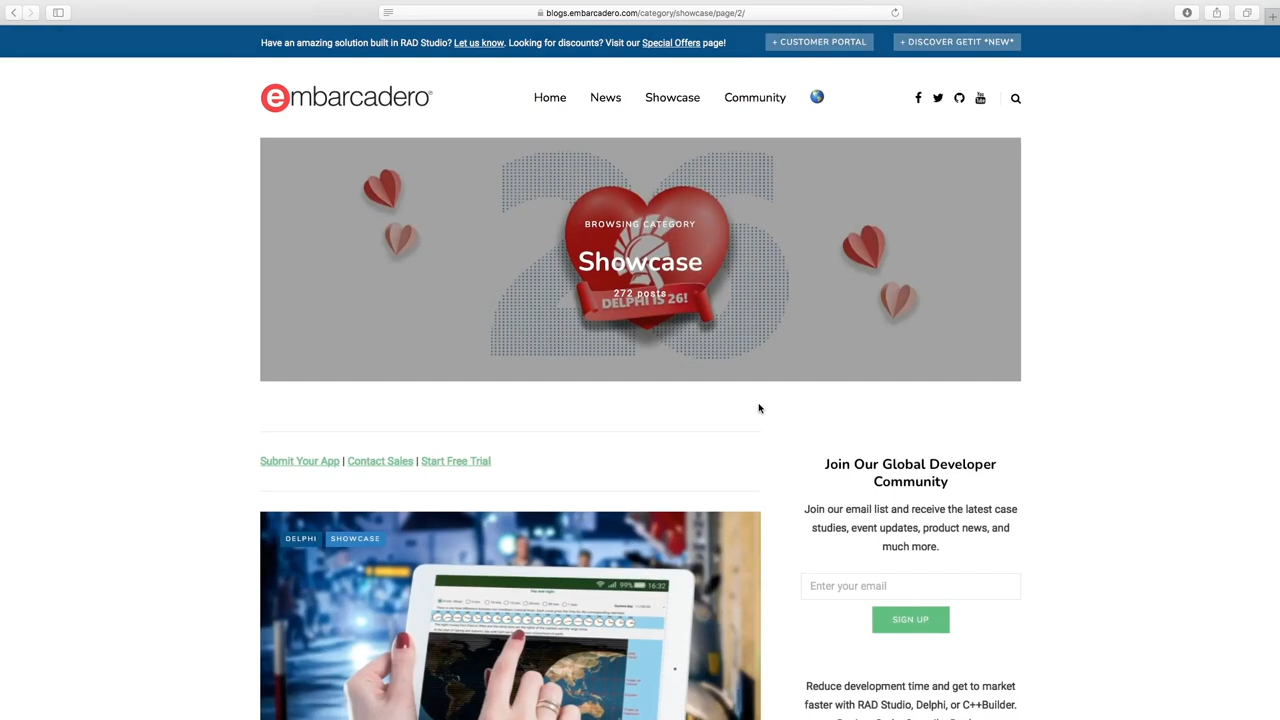 blogs.embarcadero.com/category/showcase/page/2/
Have an amazing solution built in RAD Studio? Let us know. Looking for discounts? Visit our Special Offers page!
+ CUSTOMER PORTAL
+ DISCOVER GETIT *NEW*
embarcadero®
Home
News
Showcase
Community
BROWSING CATEGORY
Showcase
272 posts
DELPHI IS 26!
Submit Your App | Contact Sales | Start Free Trial
DELPHI
SHOWCASE
99%
16:32
Join Our Global Developer
Community
Join our email list and receive the latest case
studies, event updates, product news, and
much more.
Enter your email
SIGN UP
Reduce development time and get to market
faster with RAD Studio, Delphi, or C++Builder.